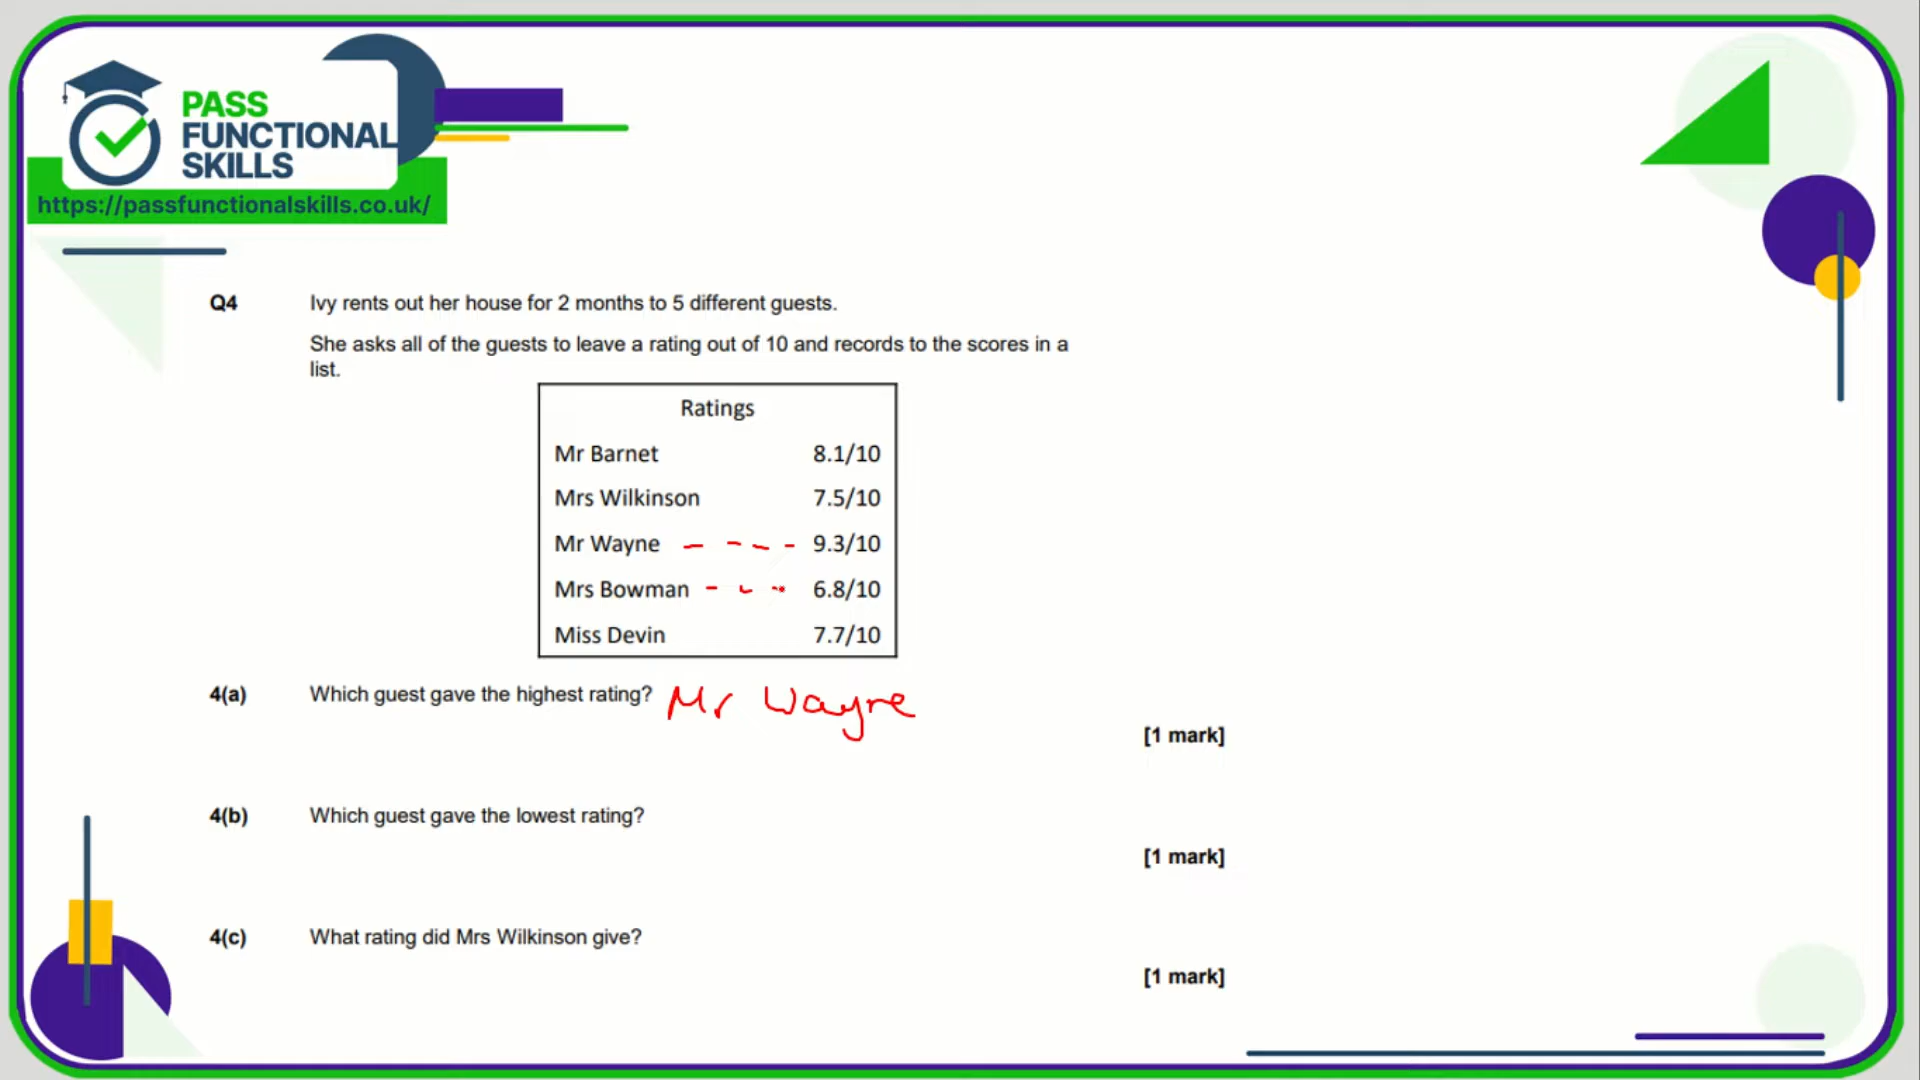 PASS
FUNCTIONAL
SKILLS
https://passfunctionalskills.co.uk/
Q4 Ivy rents out her house for 2 months to 5 different guests.
She asks all of the guests to leave a rating out of 10 and records to the scores in a
list.
Ratings
Mr Barnet 8.1/10
Mrs Wilkinson 7.5/10
Mr Wayne 9.3/10
Mrs Bowman 6.8/10
Miss Devin 7.7/10
4(a) Which guest gave the highest rating? Mr Wayne
[1 mark]
4(b) Which guest gave the lowest rating?
[1 mark]
4(c) What rating did Mrs Wilkinson give?
[1 mark]